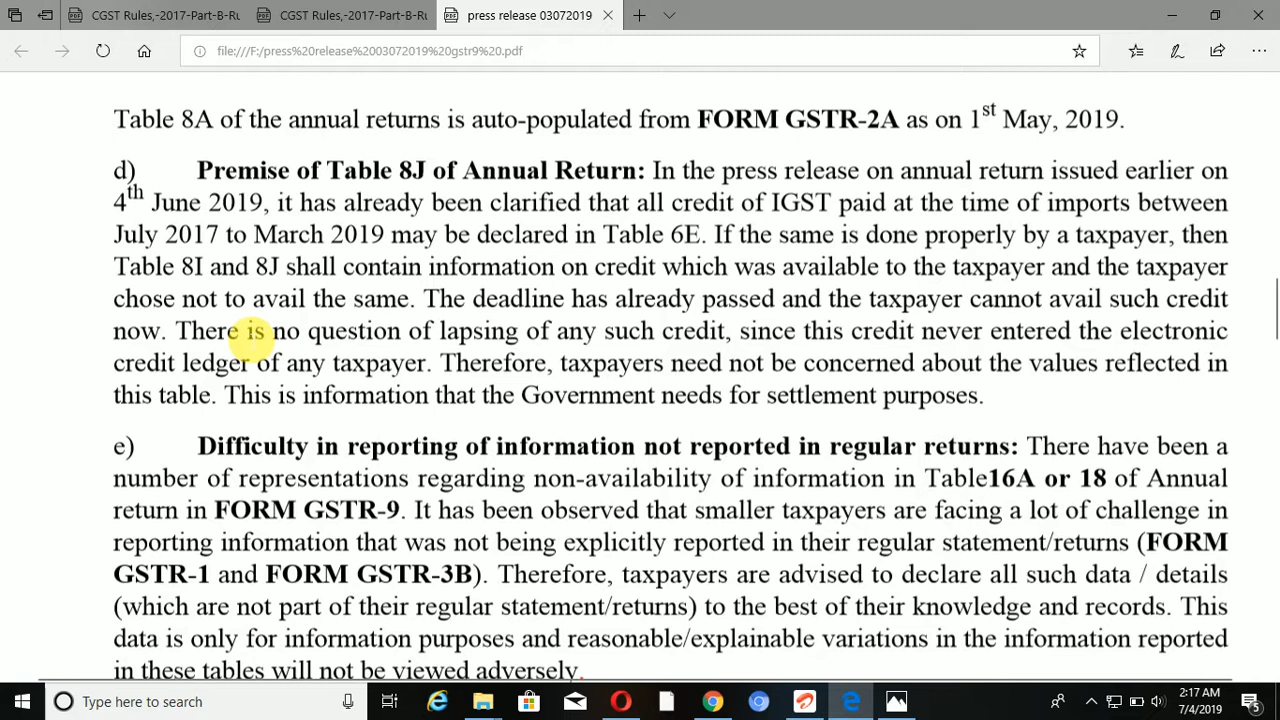 CGST Rules,-2017-Part-B-Ru
CGST Rules,-2017-Part-B-Ru
press release 03072019
file:///F:/press%20release%2003072019%20gstr9%20.pdf
Table 8A of the annual returns is auto-populated from FORM GSTR-2A as on 1st May, 2019.
d) Premise of Table 8J of Annual Return: In the press release on annual return issued earlier on
4th June 2019, it has already been clarified that all credit of IGST paid at the time of imports between
July 2017 to March 2019 may be declared in Table 6E. If the same is done properly by a taxpayer, then
Table 8I and 8J shall contain information on credit which was available to the taxpayer and the taxpayer
chose not to avail the same. The deadline has already passed and the taxpayer cannot avail such credit
now. There is no question of lapsing of any such credit, since this credit never entered the electronic
credit ledger of any taxpayer. Therefore, taxpayers need not be concerned about the values reflected in
this table. This is information that the Government needs for settlement purposes.
e) Difficulty in reporting of information not reported in regular returns: There have been a
number of representations regarding non-availability of information in Table16A or 18 of Annual
return in FORM GSTR-9. It has been observed that smaller taxpayers are facing a lot of challenge in
reporting information that was not being explicitly reported in their regular statement/returns (FORM
GSTR-1 and FORM GSTR-3B). Therefore, taxpayers are advised to declare all such data / details
(which are not part of their regular statement/returns) to the best of their knowledge and records. This
data is only for information purposes and reasonable/explainable variations in the information reported
in these tables will not be viewed adversely.
Type here to search
2:17 AM
7/4/2019
5